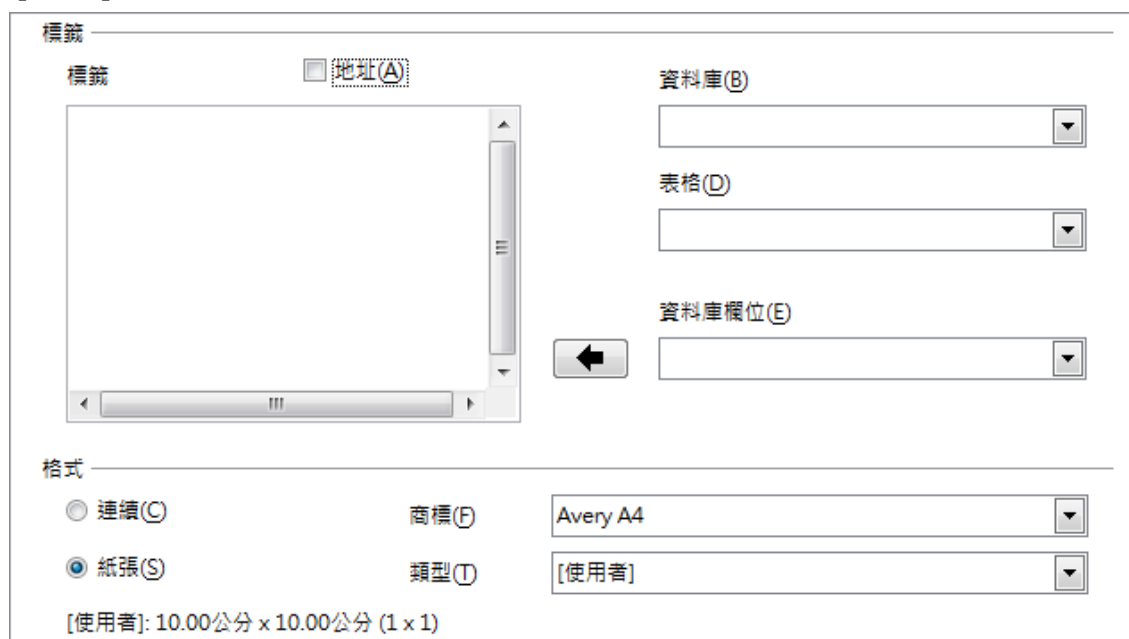 標籤
標籤
地址(A)
資料庫(B)
表格(D)
資料庫欄位(E)
格式
連續(C)
商標(F)
Avery A4
紙張(S)
類型(T)
[使用者]
[使用者]: 10.00公分 x 10.00公分 (1 x 1)